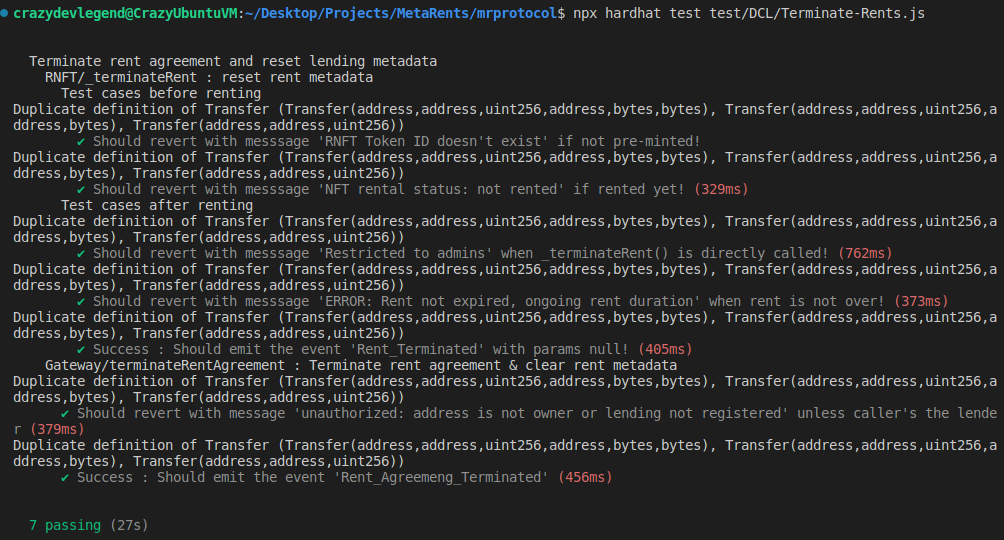 crazydevlegend@CrazyUbuntuVM:~/Desktop/Projects/MetaRents/mrprotocol$ npx hardhat test test/DCL/Terminate-Rents.js
Terminate rent agreement and reset lending metadata
RNFT/_terminateRent : reset rent metadata
Test cases before renting
Duplicate definition of Transfer (Transfer(address,address,uint256,address,bytes,bytes), Transfer(address,address,uint256,a
ddress,bytes), Transfer(address,address,uint256))
✔ Should revert with messsage 'RNFT Token ID doesn't exist' if not pre-minted!
Duplicate definition of Transfer (Transfer(address,address,uint256,address,bytes,bytes), Transfer(address,address,uint256,a
ddress,bytes), Transfer(address,address,uint256))
✔ Should revert with messsage 'NFT rental status: not rented' if rented yet! (329ms)
Test cases after renting
Duplicate definition of Transfer (Transfer(address,address,uint256,address,bytes,bytes), Transfer(address,address,uint256,a
ddress,bytes), Transfer(address,address,uint256))
✔ Should revert with messsage 'Restricted to admins' when _terminateRent() is directly called! (762ms)
Duplicate definition of Transfer (Transfer(address,address,uint256,address,bytes,bytes), Transfer(address,address,uint256,a
ddress,bytes), Transfer(address,address,uint256))
✔ Should revert with messsage 'ERROR: Rent not expired, ongoing rent duration' when rent is not over! (373ms)
Duplicate definition of Transfer (Transfer(address,address,uint256,address,bytes,bytes), Transfer(address,address,uint256,a
ddress,bytes), Transfer(address,address,uint256))
✔ Success : Should emit the event 'Rent_Terminated' with params null! (405ms)
Gateway/terminateRentAgreement : Terminate rent agreement & clear rent metadata
Duplicate definition of Transfer (Transfer(address,address,uint256,address,bytes,bytes), Transfer(address,address,uint256,a
ddress,bytes), Transfer(address,address,uint256))
✔ Should revert with message 'unauthorized: address is not owner or lending not registered' unless caller's the lende
r (379ms)
Duplicate definition of Transfer (Transfer(address,address,uint256,address,bytes,bytes), Transfer(address,address,uint256,a
ddress,bytes), Transfer(address,address,uint256))
✔ Success : Should emit the event 'Rent_Agreemeng_Terminated' (456ms)
7 passing (27s)